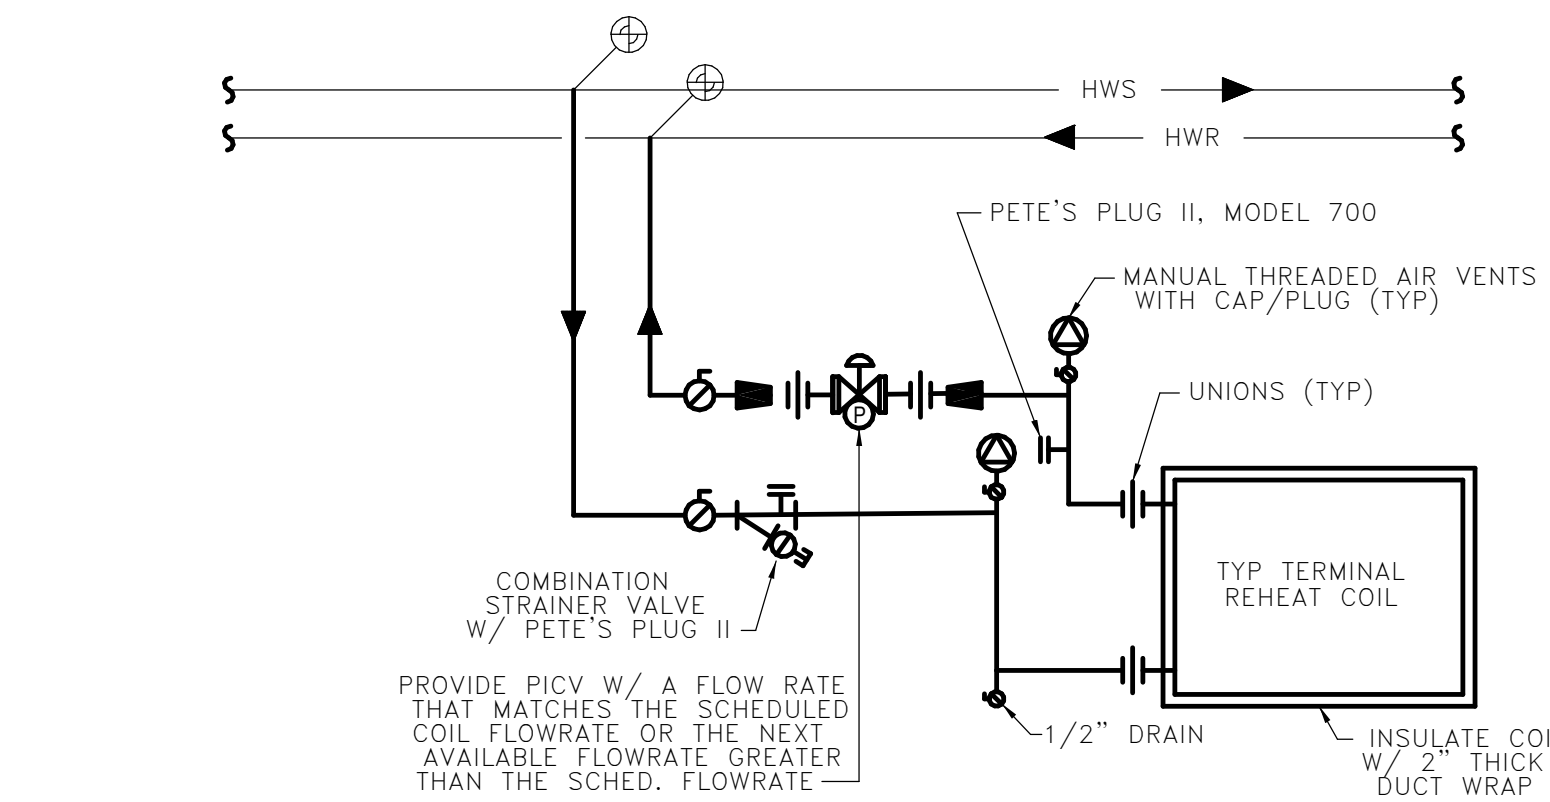 HWS
HWR
PETE'S PLUG II, MODEL 700
MANUAL THREADED AIR VENTS
WITH CAP/PLUG (TYP)
UNIONS (TYP)
P
TYP TERMINAL
REHEAT COIL
COMBINATION
STRAINER VALVE
W/ PETE'S PLUG II
PROVIDE PICV W/ A FLOW RATE
THAT MATCHES THE SCHEDULED
COIL FLOWRATE OR THE NEXT
AVAILABLE FLOWRATE GREATER
THAN THE SCHED. FLOWRATE
1/2" DRAIN
INSULATE COI
W/ 2" THICK
DUCT WRAP